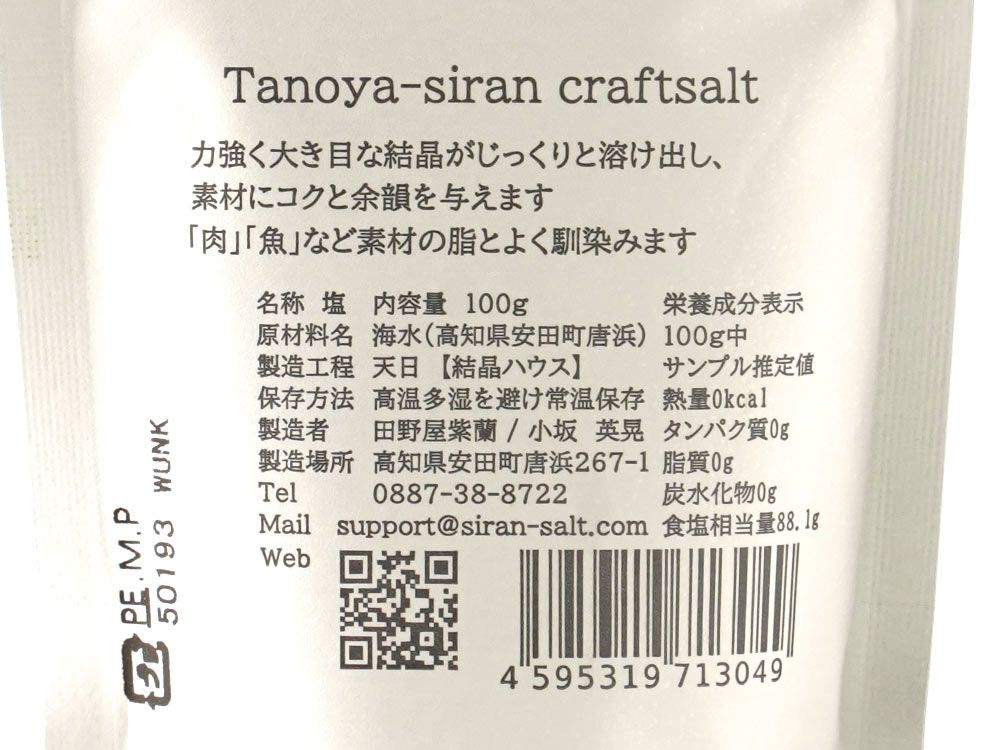 Tanoya-siran craftsalt
力強く大き目な結晶がじっくりと溶け出し、
素材にコクと余韻を与えます
「肉」「魚」など素材の脂とよく馴染みます
名称 塩 内容量 100g
原材料名 海水(高知県安田町唐浜)
製造工程 天日 【結晶ハウス】
保存方法 高温多湿を避け常温保存
製造者 田野屋紫蘭 / 小坂 英晃
製造場所 高知県安田町唐浜267-1
Tel 0887-38-8722
Mail support@siran-salt.com
Web
栄養成分表示
100g中
サンプル推定値
熱量0kcal
タンパク質0g
脂質0g
炭水化物0g
食塩相当量88.1g
4 595319 713049
プラ
PE.M.P
50193 WUNK